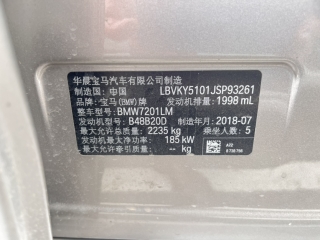 华晨宝马汽车有限公司制造
制造国：中国 LBVKY5101JSP93261
品牌：宝马(BMW)牌 发动机排量：1998 mL
整车型号：BMW7201LM
发动机型号：B48B20D 制造年月：2018-07
最大允许总质量：2235 kg 乘坐人数：5
发动机最大净功率：185 kW
最大允许牵引质量：-- kg